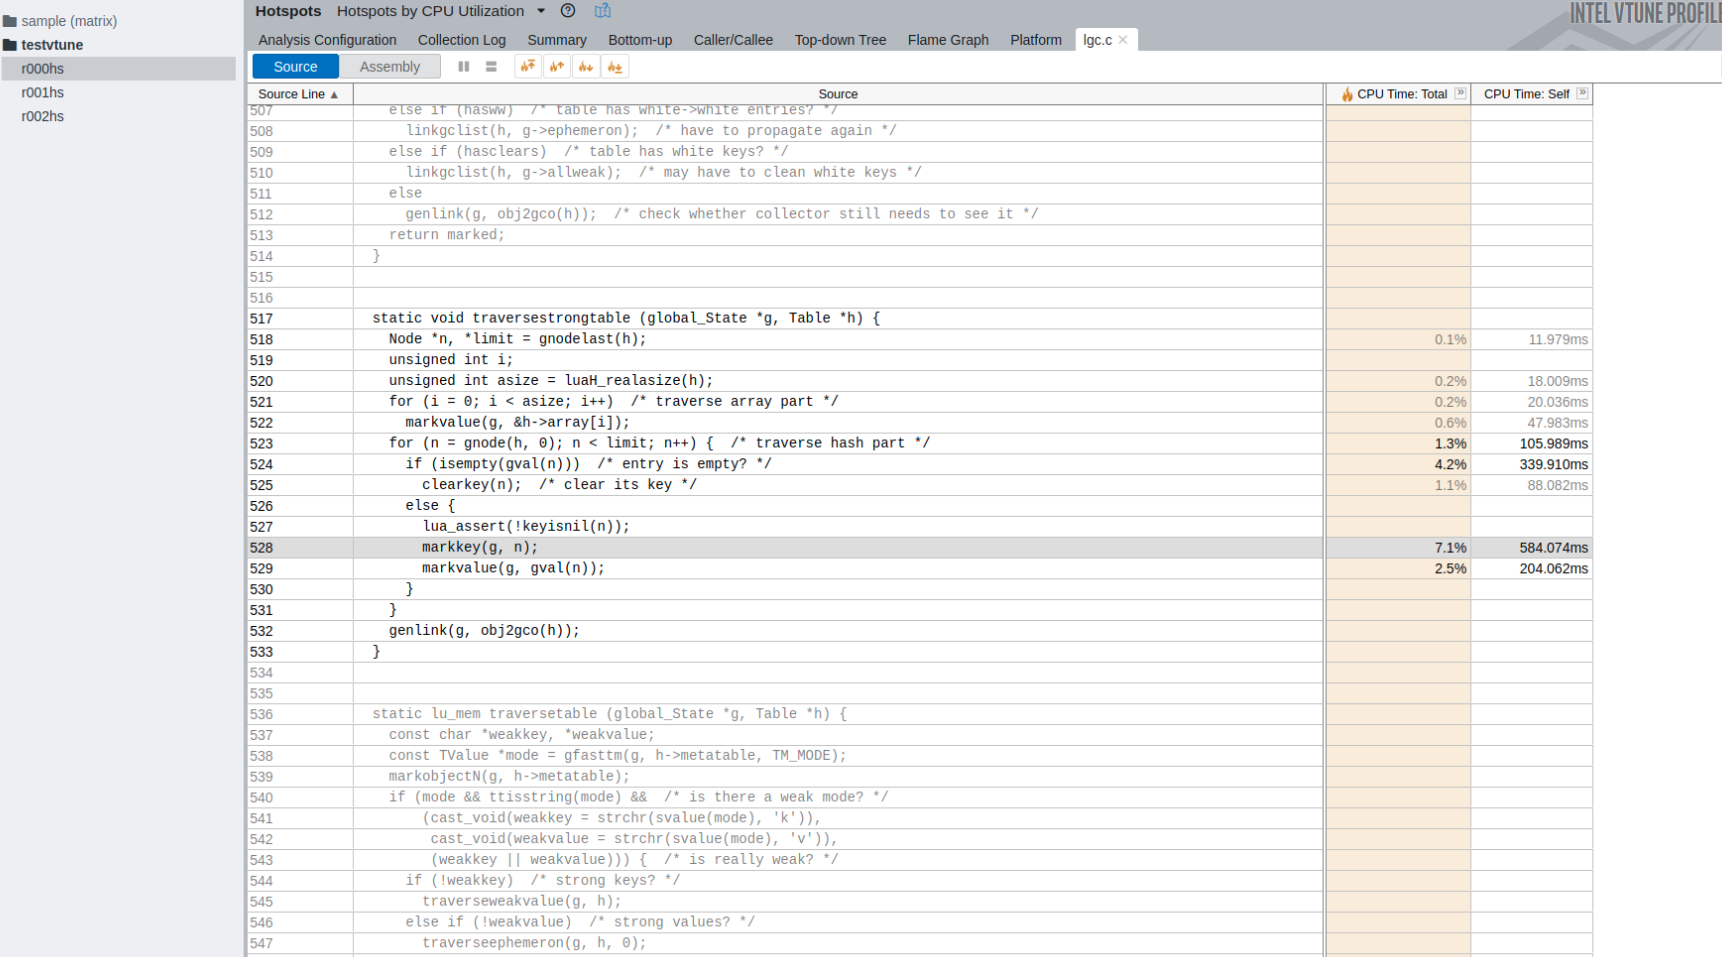 sample (matrix)
testvtune
r000hs
r001hs
r002hs
Hotspots Hotspots by CPU Utilization
INTEL VTUNE PROFILE
Analysis Configuration Collection Log Summary Bottom-up Caller/Callee Top-down Tree Flame Graph Platform lgc.c
Source Assembly
Source Line ▲ Source CPU Time: Total CPU Time: Self
507 else if (hasww)  /* table has white->white entries? */
508 linkgclist(h, g->ephemeron);  /* have to propagate again */
509 else if (hasclears)  /* table has white keys? */
510 linkgclist(h, g->allweak);  /* may have to clean white keys */
511 else
512 genlink(g, obj2gco(h));  /* check whether collector still needs to see it */
513 return marked;
514 }
515
516
517 static void traversestrongtable (global_State *g, Table *h) {
518 Node *n, *limit = gnodelast(h); 0.1% 11.979ms
519 unsigned int i;
520 unsigned int asize = luaH_realasize(h); 0.2% 18.009ms
521 for (i = 0; i < asize; i++)  /* traverse array part */ 0.2% 20.036ms
522 markvalue(g, &h->array[i]); 0.6% 47.983ms
523 for (n = gnode(h, 0); n < limit; n++) {  /* traverse hash part */ 1.3% 105.989ms
524 if (isempty(gval(n)))  /* entry is empty? */ 4.2% 339.910ms
525 clearkey(n);  /* clear its key */ 1.1% 88.082ms
526 else {
527 lua_assert(!keyisnil(n));
528 markkey(g, n); 7.1% 584.074ms
529 markvalue(g, gval(n)); 2.5% 204.062ms
530 }
531 }
532 genlink(g, obj2gco(h));
533 }
534
535
536 static lu_mem traversetable (global_State *g, Table *h) {
537 const char *weakkey, *weakvalue;
538 const TValue *mode = gfasttm(g, h->metatable, TM_MODE);
539 markobjectN(g, h->metatable);
540 if (mode && ttisstring(mode) &&  /* is there a weak mode? */
541 (cast_void(weakkey = strchr(svalue(mode), 'k')),
542 cast_void(weakvalue = strchr(svalue(mode), 'v')),
543 (weakkey || weakvalue))) {  /* is really weak? */
544 if (!weakkey)  /* strong keys? */
545 traverseweakvalue(g, h);
546 else if (!weakvalue)  /* strong values? */
547 traverseephemeron(g, h, 0);